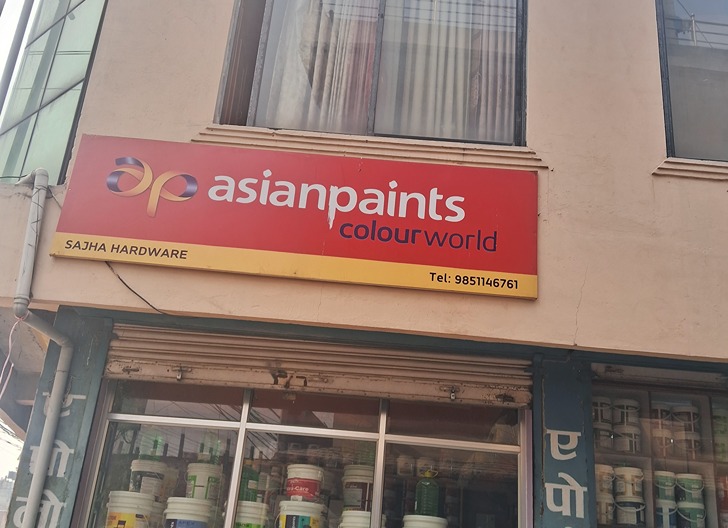 ap asianpaints
colourworld
SAJHA HARDWARE
Tel: 9851146761
ए
पो
ए
पो